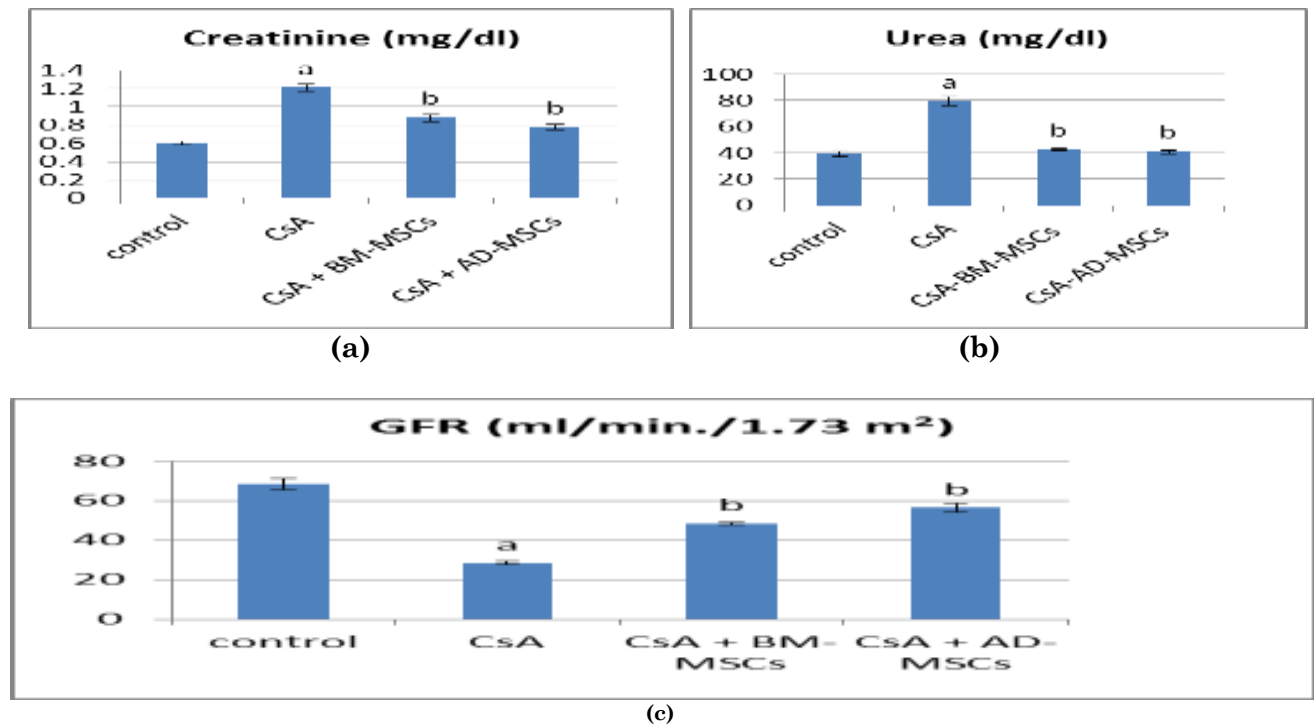 Creatinine (mg/dl)
1.4
1.2
1
0.8
0.6
0.4
0.2
0
a
b
b
control
CsA
CsA + BM-MSCs
CsA + AD-MSCs
(a)
Urea (mg/dl)
100
80
60
40
20
0
a
b
b
control
CsA
CsA-BM-MSCs
CsA-AD-MSCs
(b)
GFR (ml/min./1.73 m²)
80
60
40
20
0
a
b
b
control
CsA
CsA + BM-
MSCs
CsA + AD-
MSCs
(c)